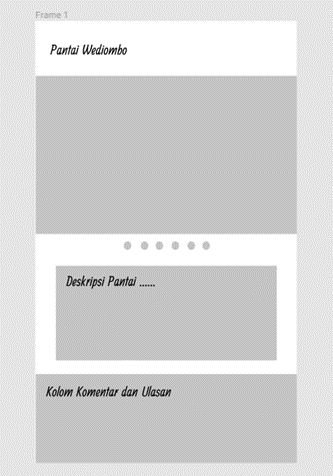 Frame 1
Pantai Wediombo
Deskripsi Pantai ......
Kolom Komentar dan Ulasan